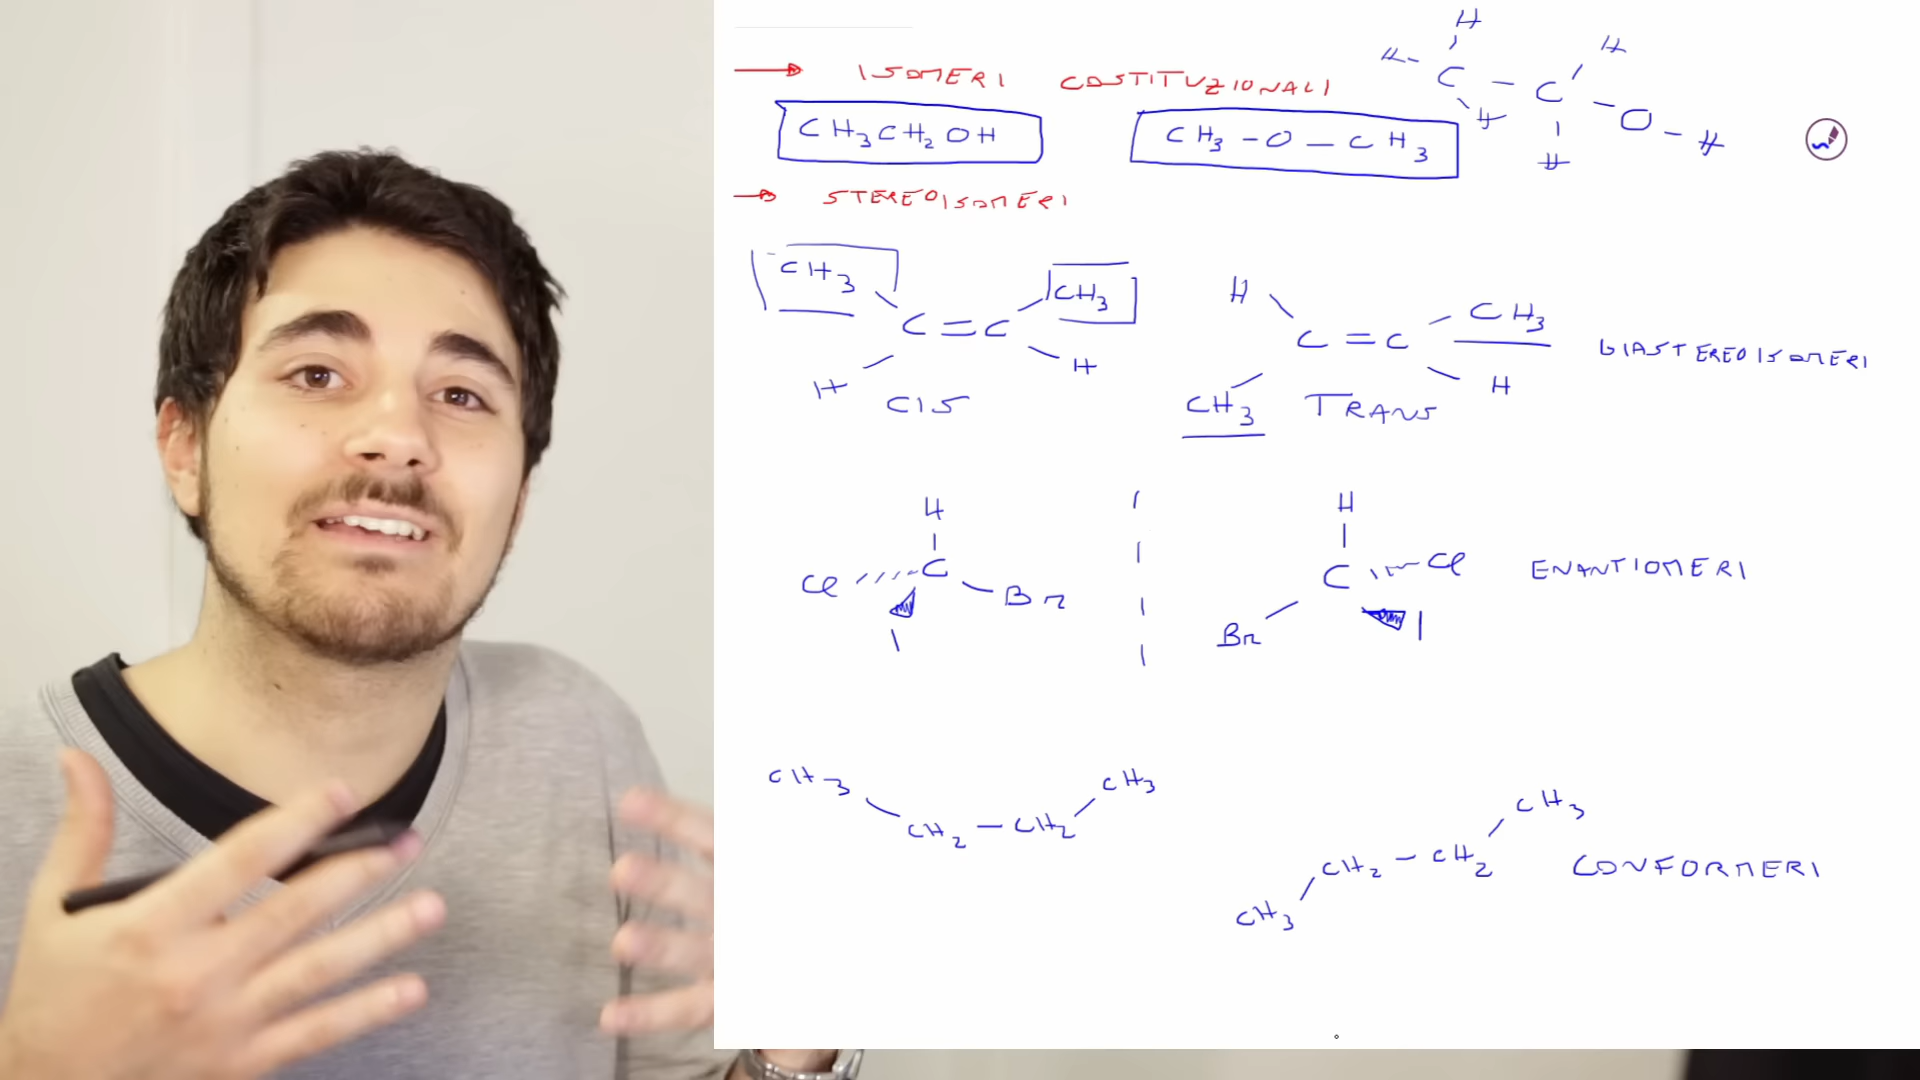 ISOMERI COSTITUZIONALI
CH3CH2OH
CH3-O-CH3
H
H-C-C-O-H
H
H
H
STEREOISOMERI
CH3 CH3
C=C
H H
CIS
H CH3
C=C
CH3 H
TRANS
DIASTEREOISOMERI
H
Cl C Br
I
H
C Cl
Br I
ENANTIOMERI
CH3 CH3
CH2-CH2
CH3
CH2-CH2
CH3
CONFORMERI